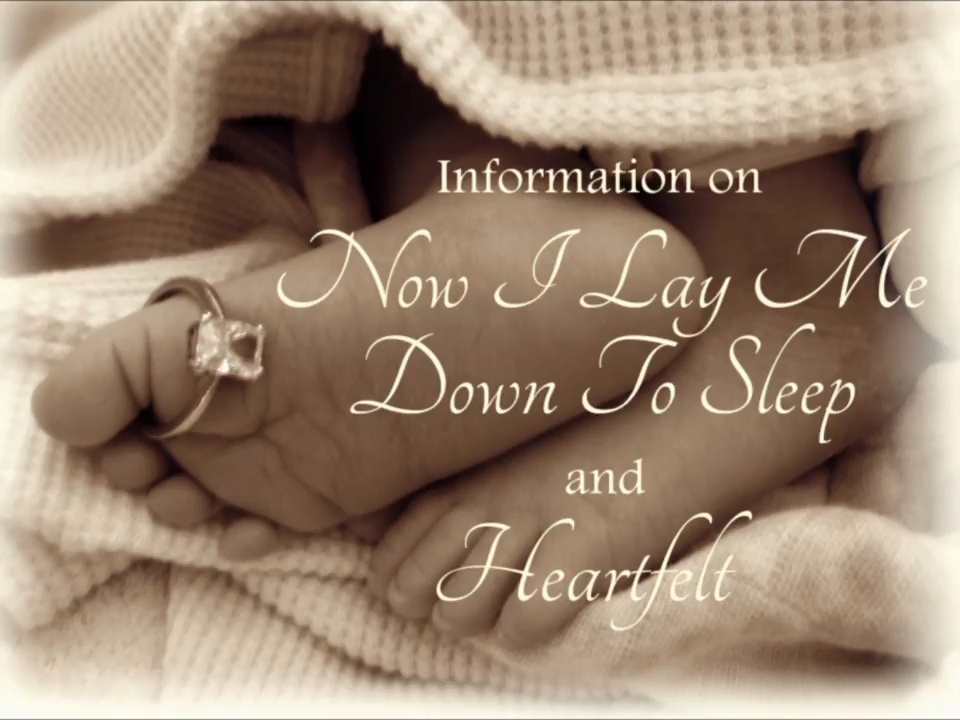 Information on
Now I Lay Me
Down To Sleep
and
Heartfelt